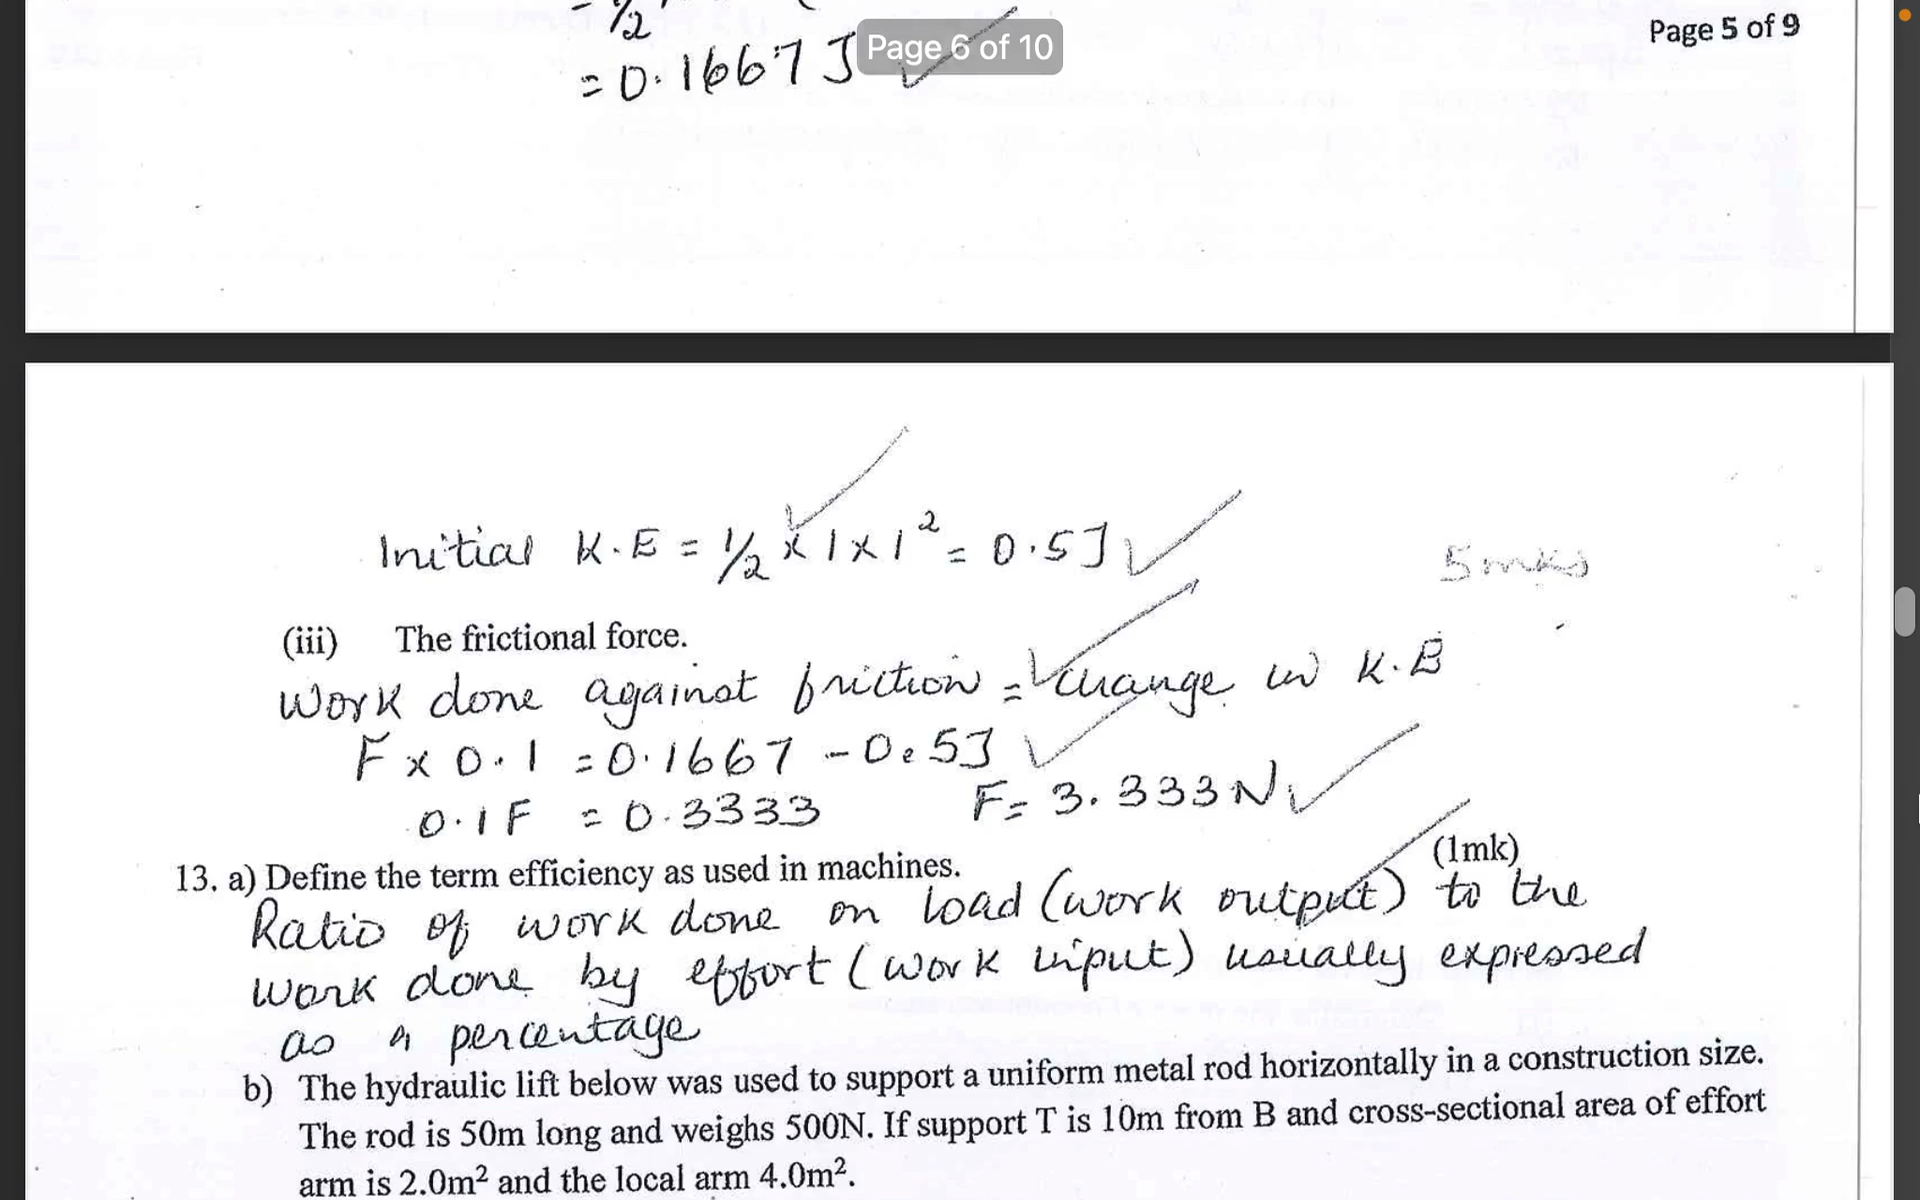 Page 5 of 9
Page 6 of 10
= 0.1667 J
Initial K.E = ½ x 1 x 1² = 0.5J
5mks
(iii) The frictional force.
Work done against friction = change in K.E
F x 0.1 = 0.1667 - 0.5J
0.1F = 0.3333 F = 3.333N
13. a) Define the term efficiency as used in machines. (1mk)
Ratio of work done on load (work output) to the
work done by effort (work input) usually expressed
as a percentage
b) The hydraulic lift below was used to support a uniform metal rod horizontally in a construction size.
The rod is 50m long and weighs 500N. If support T is 10m from B and cross-sectional area of effort
arm is 2.0m² and the local arm 4.0m².